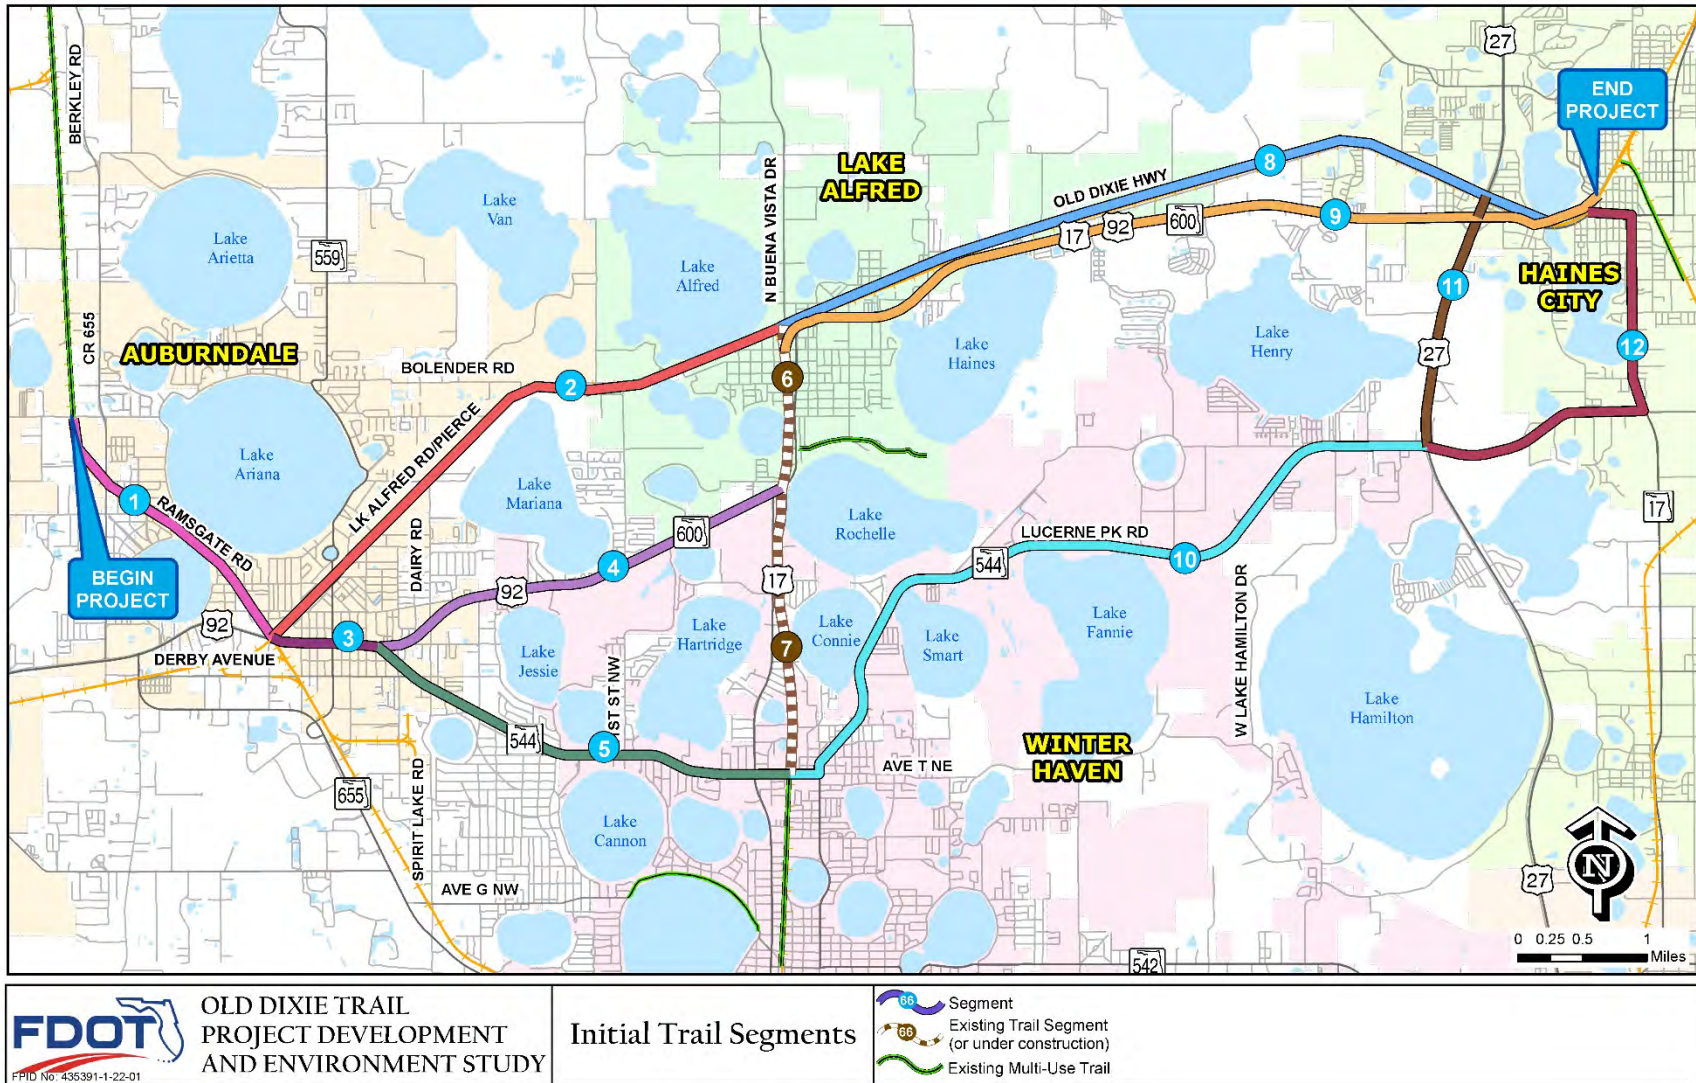 BERKLEY RD
27
END
PROJECT
LAKE
ALFRED
N BUENA VISTA DR
OLD DIXIE HWY
8
Lake
Van
9
600
92
17
Lake
Arietta
559
Lake
Alfred
HAINES
CITY
11
CR 655
AUBURNDALE
BOLENDER RD
2
6
Lake
Haines
Lake
Henry
27
12
LK ALFRED RD/PIERCE
Lake
Ariana
Lake
Mariana
1
RAMSGATE RD
DAIRY RD
600
Lake
Rochelle
LUCERNE PK RD
544
10
17
BEGIN
PROJECT
4
92
17
W LAKE HAMILTON DR
92
3
DERBY AVENUE
Lake
Jessie
Lake
Hartridge
7
Lake
Connie
Lake
Smart
Lake
Fannie
1ST ST NW
544
5
Lake
Hamilton
WINTER
HAVEN
AVE T NE
655
SPIRIT LAKE RD
Lake
Cannon
AVE G NW
27
N
0 0.25 0.5 1
Miles
542
FDOT
FPID No: 435391-1-22-01
OLD DIXIE TRAIL
PROJECT DEVELOPMENT
AND ENVIRONMENT STUDY
Initial Trail Segments
66 Segment
66 Existing Trail Segment
(or under construction)
Existing Multi-Use Trail